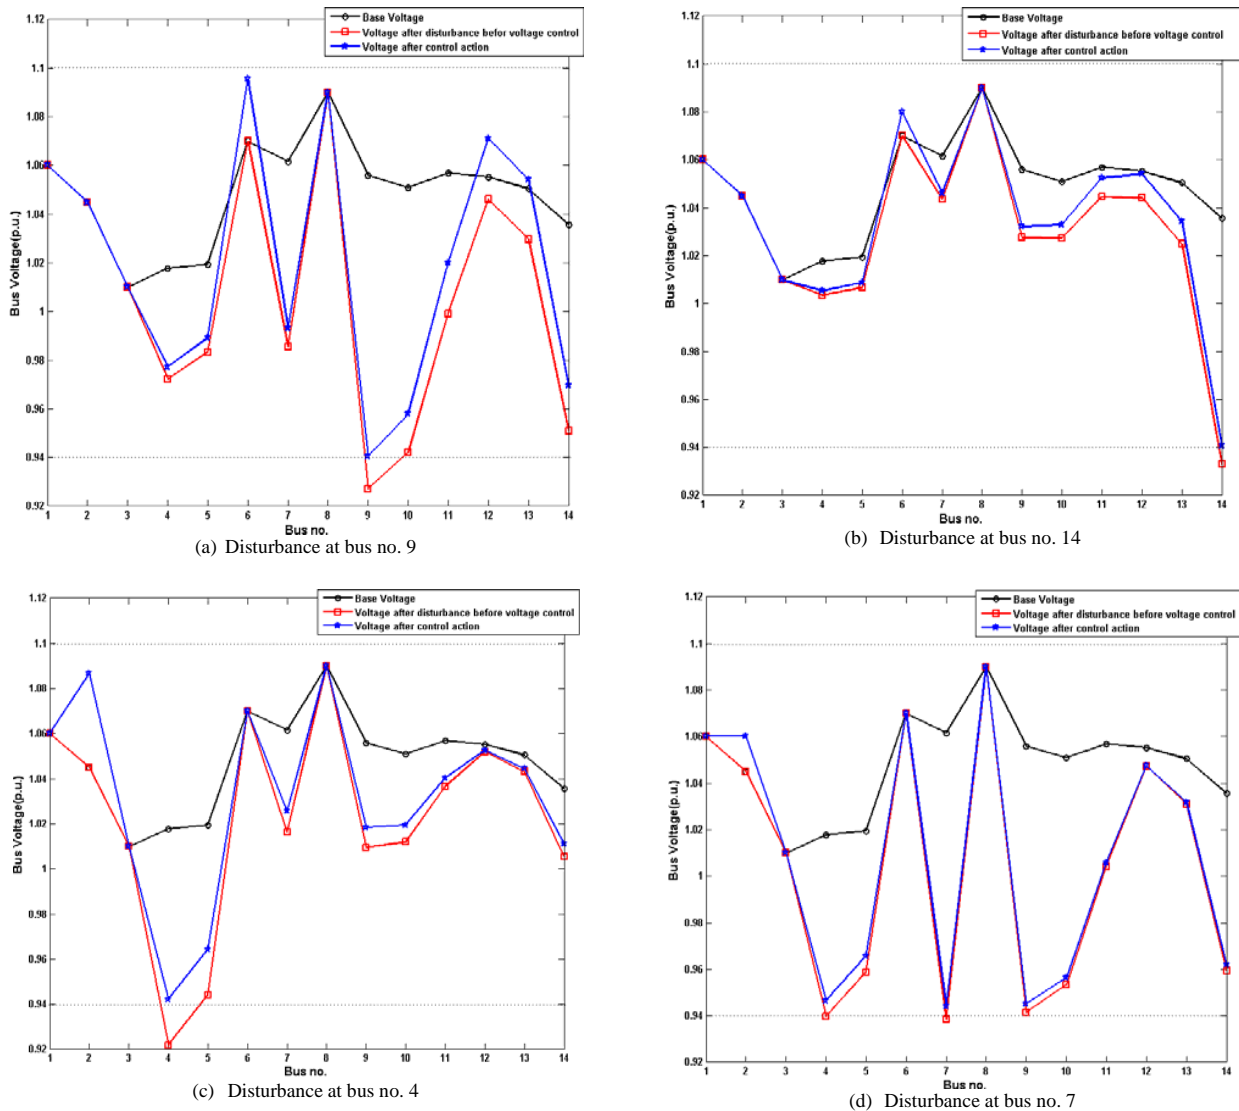 1.12
1.1
1.08
1.06
1.04
1.02
1
0.98
0.96
0.94
0.92
Bus Voltage(p.u.)
Base Voltage
Voltage after disturbance befor voltage control
Voltage after control action
1 2 3 4 5 6 7 8 9 10 11 12 13 14
Bus no.
(a) Disturbance at bus no. 9
1.12
1.1
1.08
1.06
1.04
1.02
1
0.98
0.96
0.94
0.92
Bus Voltage(p.u.)
Base Voltage
Voltage after disturbance before voltage control
Voltage after control action
1 2 3 4 5 6 7 8 9 10 11 12 13 14
Bus no.
(b) Disturbance at bus no. 14
1.12
1.1
1.08
1.06
1.04
1.02
1
0.98
0.96
0.94
0.92
Bus Voltage(p.u.)
Base Voltage
Voltage after disturbance before voltage control
Voltage after control action
1 2 3 4 5 6 7 8 9 10 11 12 13 14
Bus no.
(c) Disturbance at bus no. 4
1.12
1.1
1.08
1.06
1.04
1.02
1
0.98
0.96
0.94
0.92
Bus Voltage(p.u.)
Base Voltage
Voltage after disturbance before voltage control
Voltage after control action
1 2 3 4 5 6 7 8 9 10 11 12 13 14
Bus no.
(d) Disturbance at bus no. 7